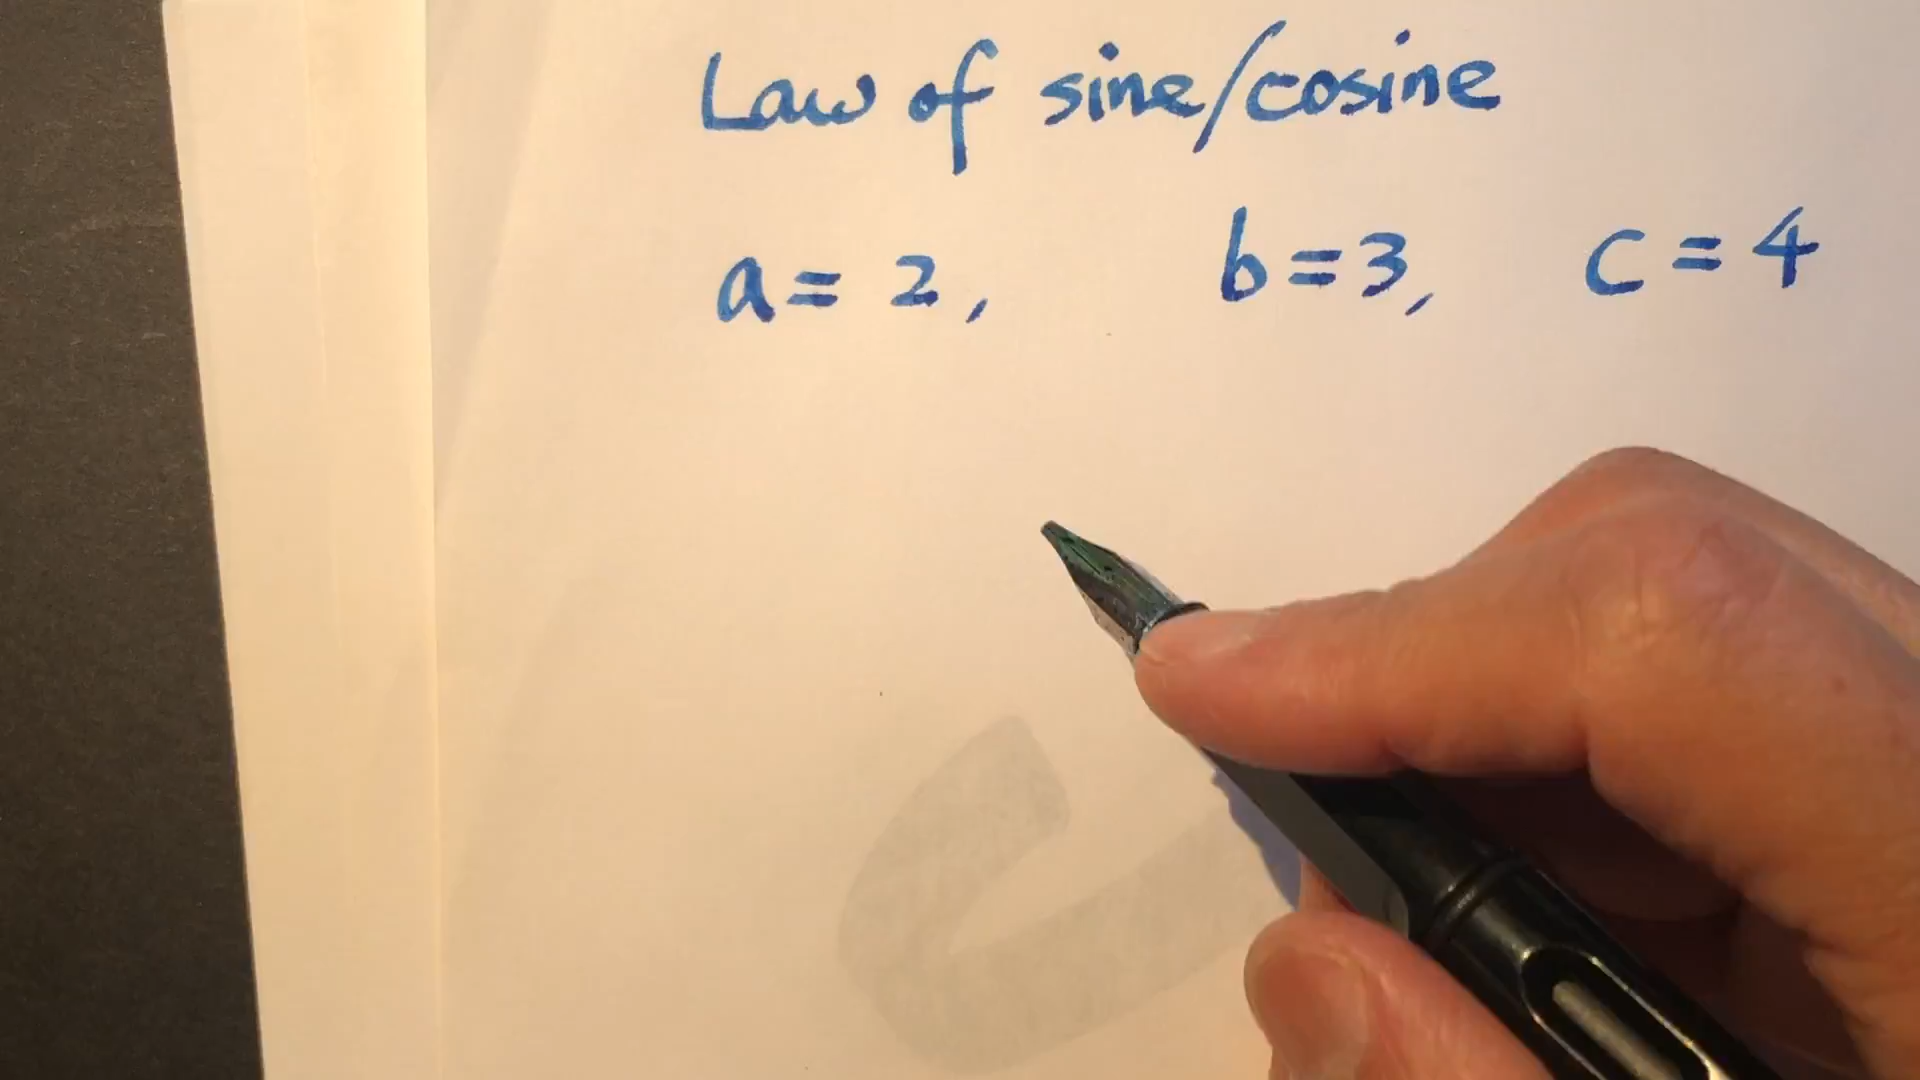 Law of sine/cosine
a = 2, b = 3, c = 4